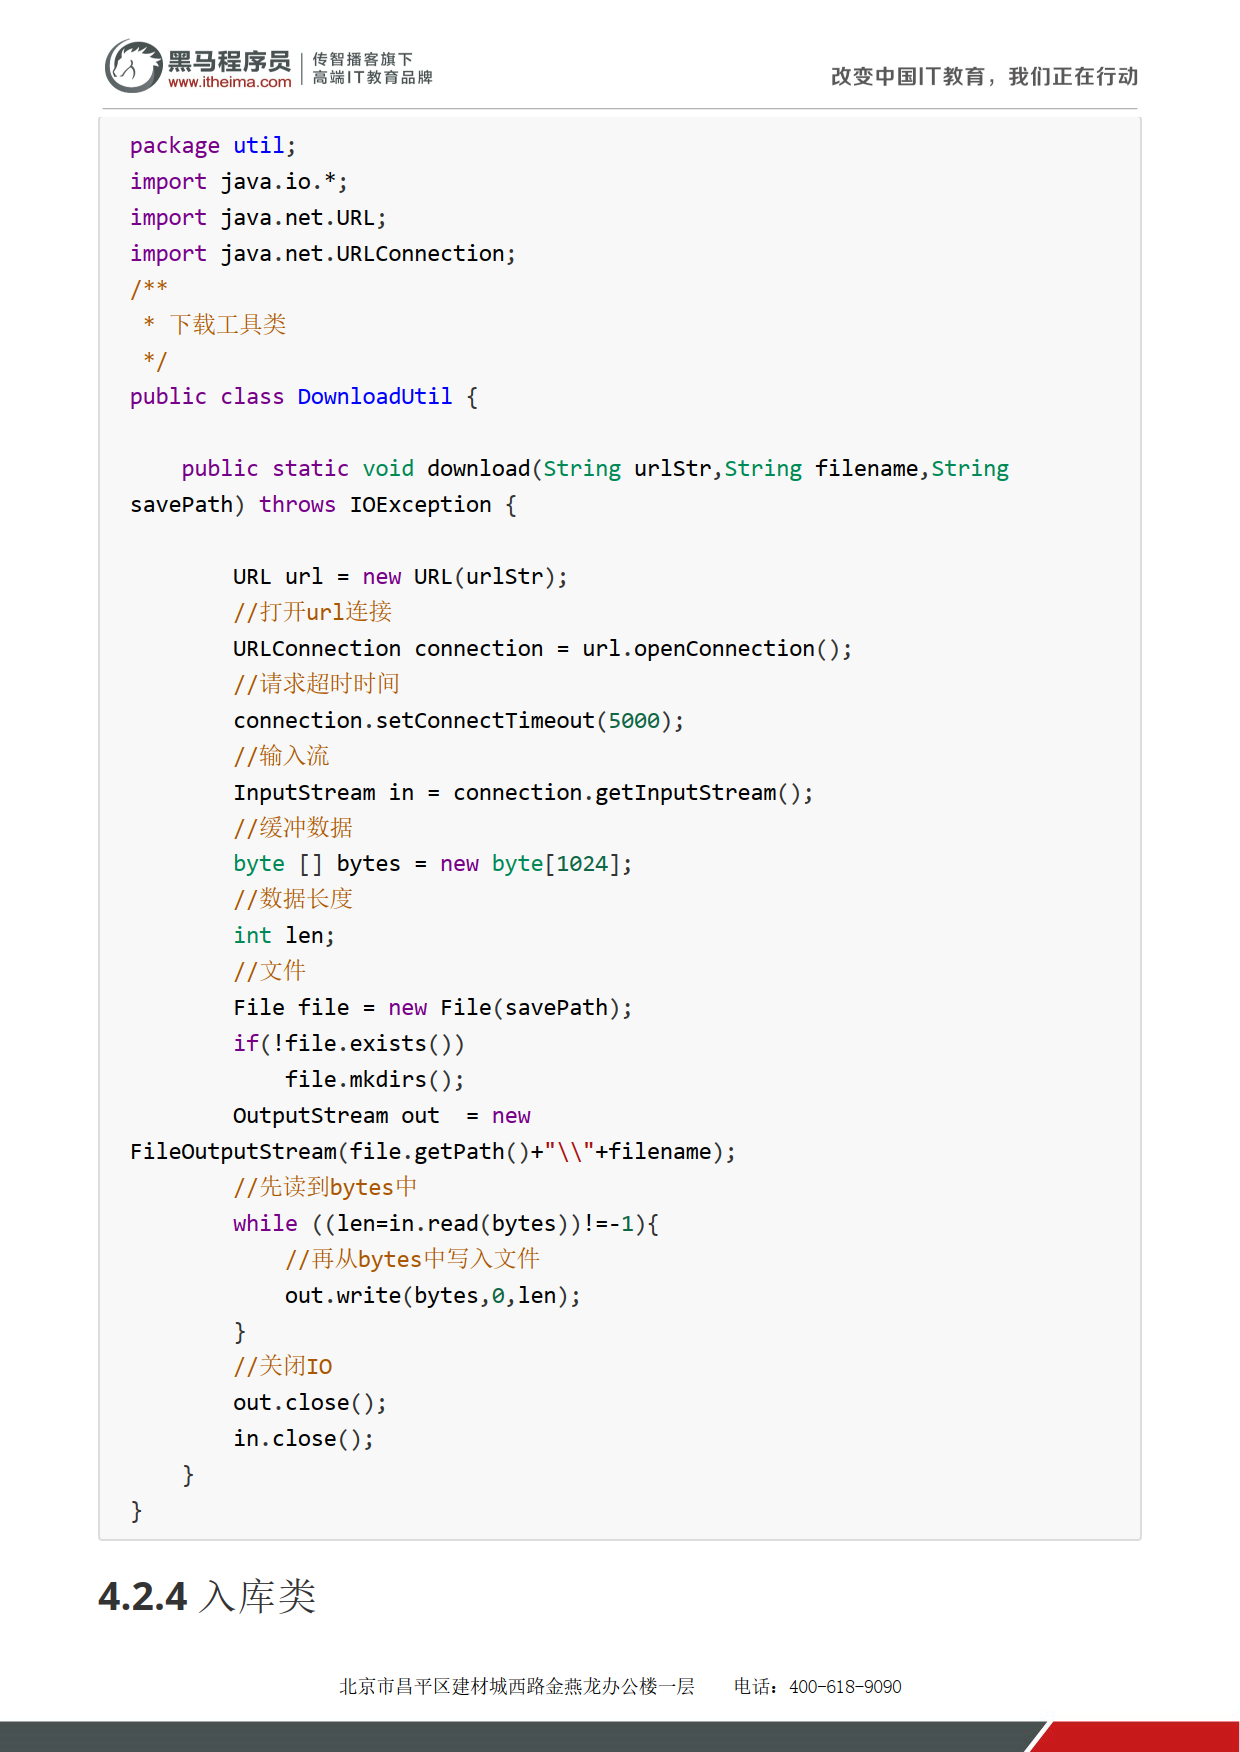 黑马程序员 传智播客旗下
www.itheima.com 高端IT教育品牌
改变中国IT教育，我们正在行动
package util;
import java.io.*;
import java.net.URL;
import java.net.URLConnection;
/**
 * 下载工具类
 */
public class DownloadUtil {
    public static void download(String urlStr,String filename,String
savePath) throws IOException {
        URL url = new URL(urlStr);
        //打开url连接
        URLConnection connection = url.openConnection();
        //请求超时时间
        connection.setConnectTimeout(5000);
        //输入流
        InputStream in = connection.getInputStream();
        //缓冲数据
        byte [] bytes = new byte[1024];
        //数据长度
        int len;
        //文件
        File file = new File(savePath);
        if(!file.exists())
            file.mkdirs();
        OutputStream out  = new
FileOutputStream(file.getPath()+"\\"+filename);
        //先读到bytes中
        while ((len=in.read(bytes))!=-1){
            //再从bytes中写入文件
            out.write(bytes,0,len);
        }
        //关闭IO
        out.close();
        in.close();
    }
}
4.2.4 入库类
北京市昌平区建材城西路金燕龙办公楼一层 电话：400-618-9090